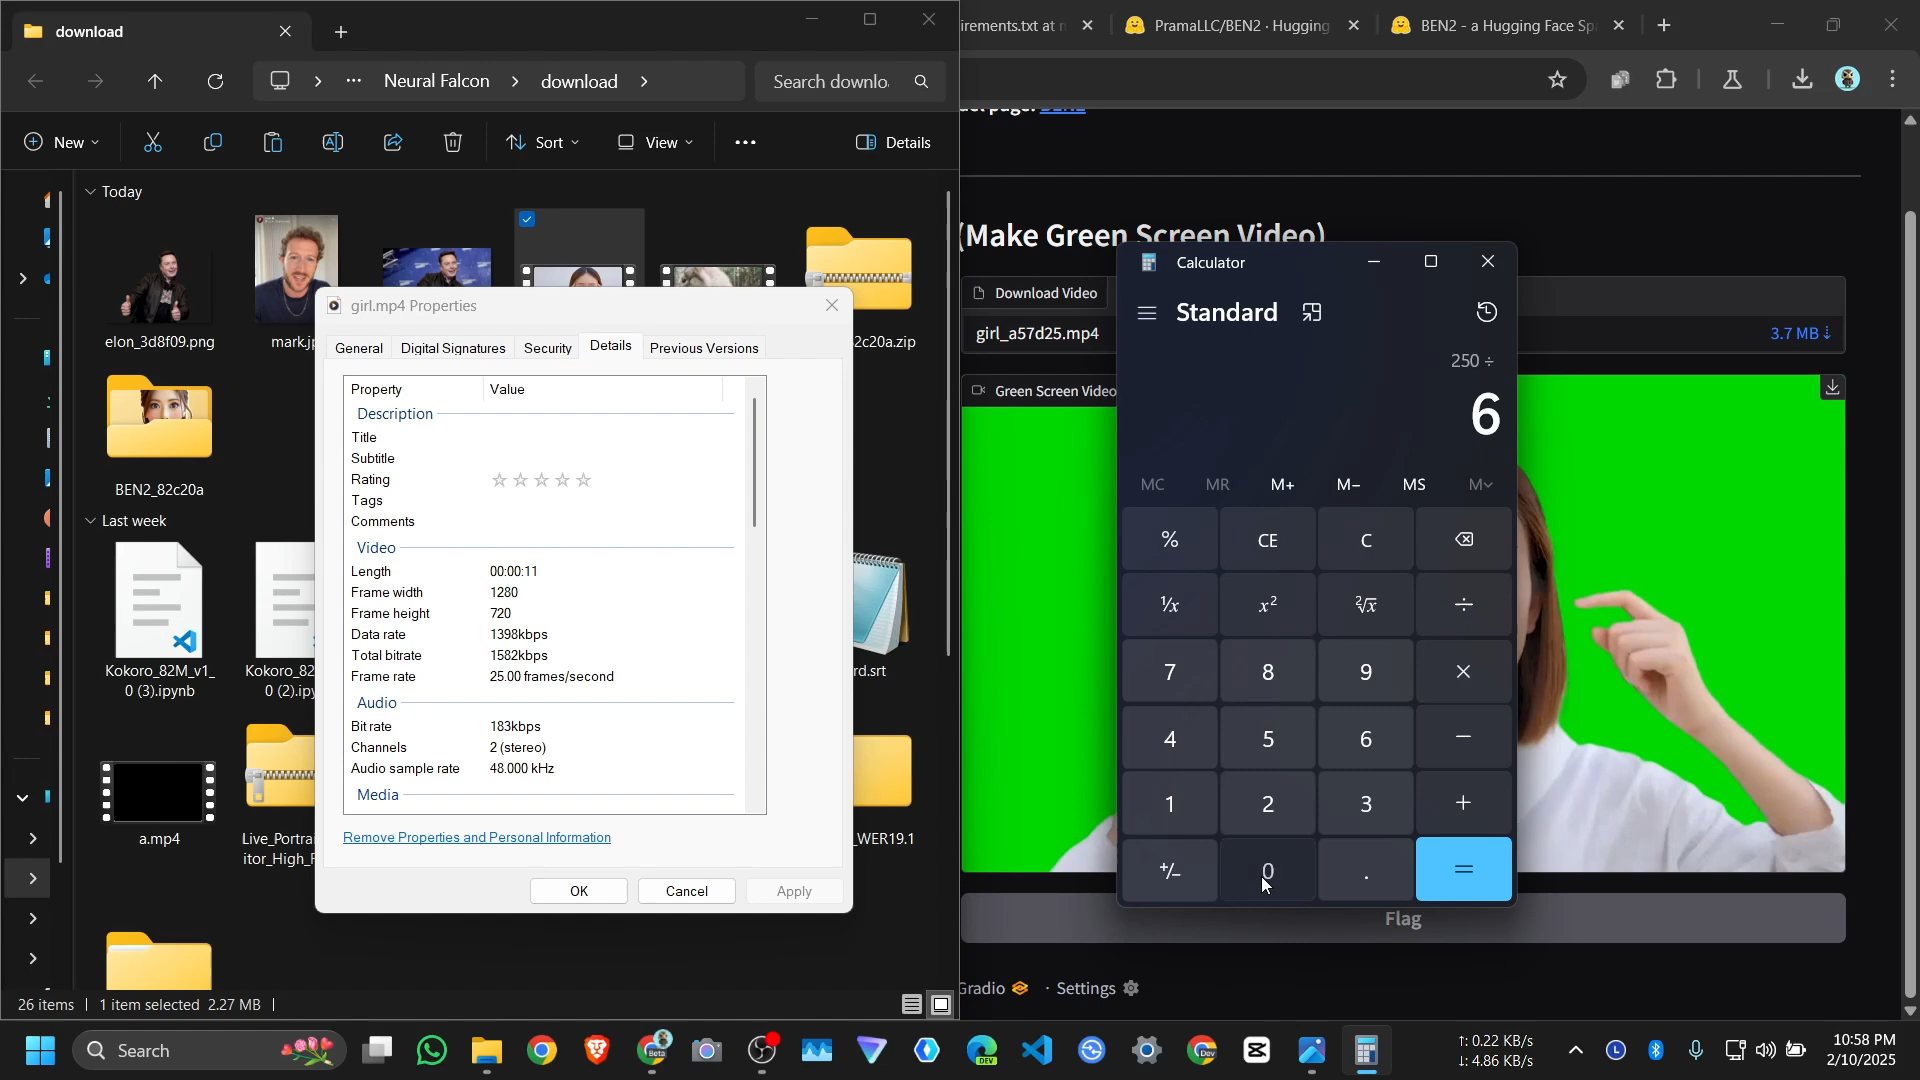 download
Neural Falcon
download
Search downlo
New
Sort
View
Details
Today
elon_3d8f09.png
mark.j
2c20a.zip
BEN2_82c20a
Last week
Kokoro_82M_v1_
0 (3).ipynb
Kokoro_82
0 (2).ip
rd.srt
a.mp4
Live_Portra
itor_High_F
_WER19.1
26 items
1 item selected 2.27 MB
girl.mp4 Properties
General
Digital Signatures
Security
Details
Previous Versions
Property Value
Description
Title
Subtitle
Rating
Tags
Comments
Video
Length 00:00:11
Frame width 1280
Frame height 720
Data rate 1398kbps
Total bitrate 1582kbps
Frame rate 25.00 frames/second
Audio
Bit rate 183kbps
Channels 2 (stereo)
Audio sample rate 48.000 kHz
Media
Remove Properties and Personal Information
OK
Cancel
Apply
irements.txt at
PramaLLC/BEN2 · Hugging
BEN2 - a Hugging Face Sp
(Make Green Screen Video)
Download Video
girl_a57d25.mp4
3.7 MB ↓
Green Screen Video
Calculator
Standard
250 ÷
6
MC MR M+ M− MS M
% CE C
¹/x x² ²√x ÷
7 8 9 ×
4 5 6 −
1 2 3 +
+/− 0 . =
Flag
Gradio
· Settings
Search
↑: 0.22 KB/s
↓: 4.86 KB/s
10:58 PM
2/10/2025